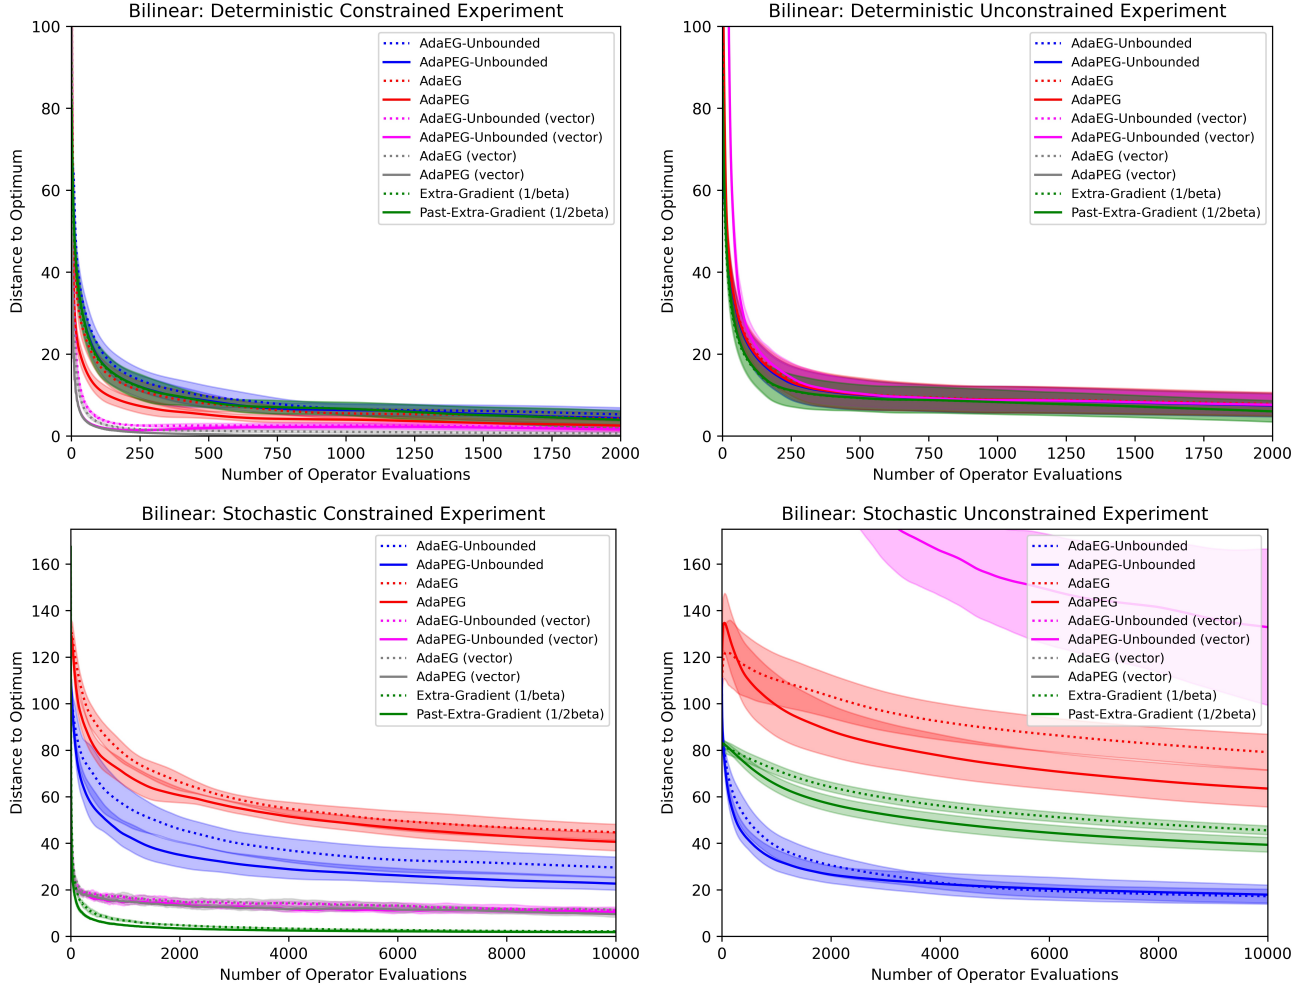 Bilinear: Deterministic Constrained Experiment
100
80
60
40
20
0
Distance to Optimum
AdaEG-Unbounded
AdaPEG-Unbounded
AdaEG
AdaPEG
AdaEG-Unbounded (vector)
AdaPEG-Unbounded (vector)
AdaEG (vector)
AdaPEG (vector)
Extra-Gradient (1/beta)
Past-Extra-Gradient (1/2beta)
0 250 500 750 1000 1250 1500 1750 2000
Number of Operator Evaluations
Bilinear: Deterministic Unconstrained Experiment
100
80
60
40
20
0
Distance to Optimum
AdaEG-Unbounded
AdaPEG-Unbounded
AdaEG
AdaPEG
AdaEG-Unbounded (vector)
AdaPEG-Unbounded (vector)
AdaEG (vector)
AdaPEG (vector)
Extra-Gradient (1/beta)
Past-Extra-Gradient (1/2beta)
0 250 500 750 1000 1250 1500 1750 2000
Number of Operator Evaluations
Bilinear: Stochastic Constrained Experiment
160
140
120
100
80
60
40
20
0
Distance to Optimum
AdaEG-Unbounded
AdaPEG-Unbounded
AdaEG
AdaPEG
AdaEG-Unbounded (vector)
AdaPEG-Unbounded (vector)
AdaEG (vector)
AdaPEG (vector)
Extra-Gradient (1/beta)
Past-Extra-Gradient (1/2beta)
0 2000 4000 6000 8000 10000
Number of Operator Evaluations
Bilinear: Stochastic Unconstrained Experiment
160
140
120
100
80
60
40
20
0
Distance to Optimum
AdaEG-Unbounded
AdaPEG-Unbounded
AdaEG
AdaPEG
AdaEG-Unbounded (vector)
AdaPEG-Unbounded (vector)
AdaEG (vector)
AdaPEG (vector)
Extra-Gradient (1/beta)
Past-Extra-Gradient (1/2beta)
0 2000 4000 6000 8000 10000
Number of Operator Evaluations